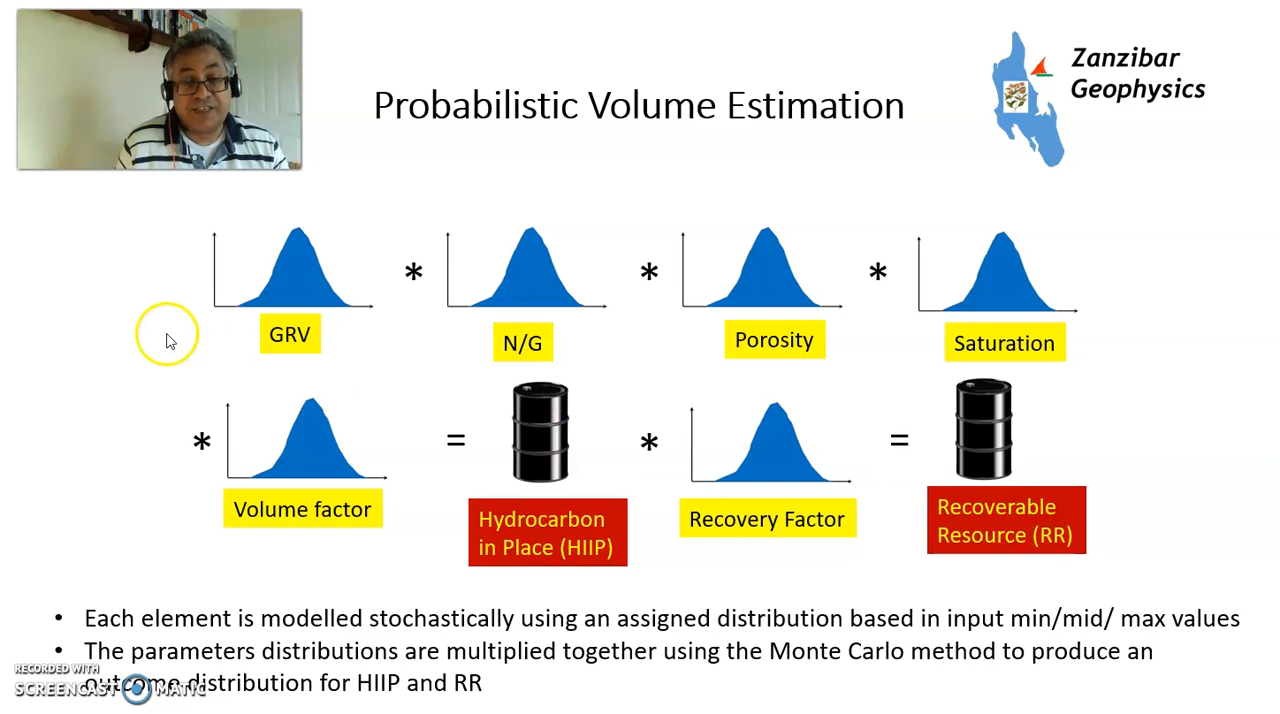 Zanzibar
Geophysics
Probabilistic Volume Estimation
* * *
GRV N/G Porosity Saturation
* = * =
Volume factor
Hydrocarbon
in Place (HIIP)
Recovery Factor
Recoverable
Resource (RR)
• Each element is modelled stochastically using an assigned distribution based in input min/mid/ max values
• The parameters distributions are multiplied together using the Monte Carlo method to produce an
outcome distribution for HIIP and RR
RECORDED WITH
SCREENCAST MATIC